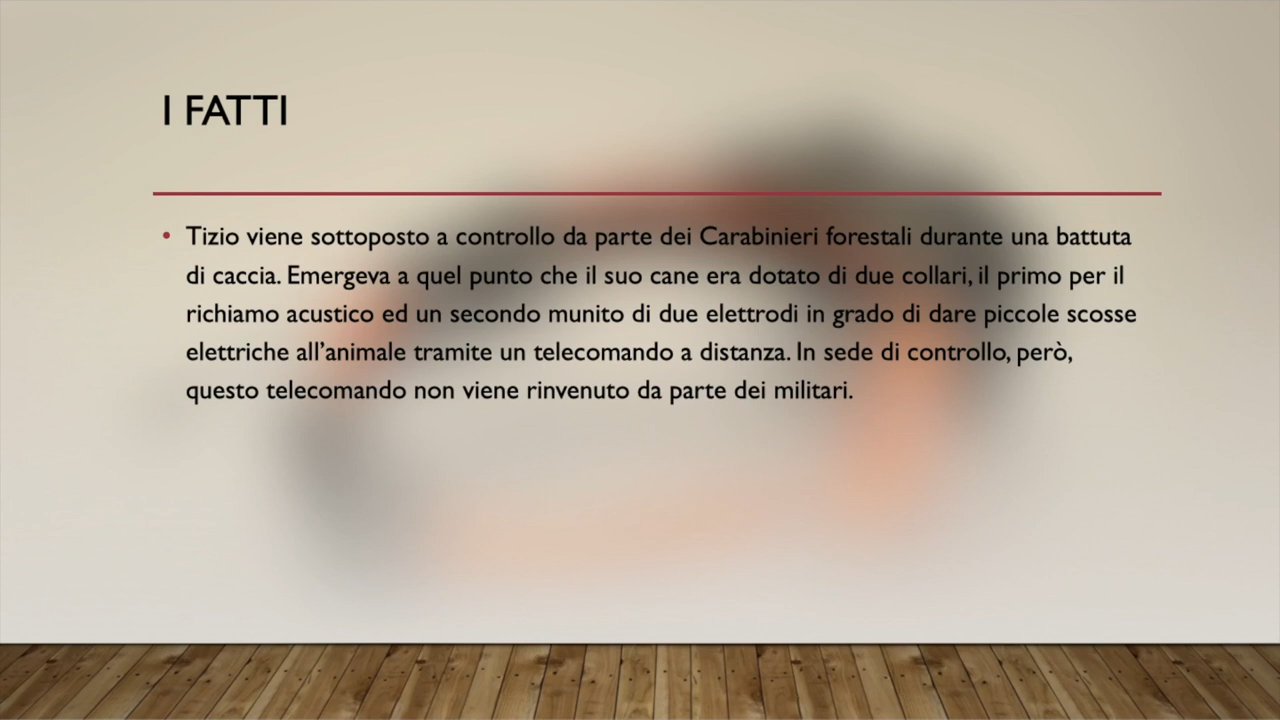 I FATTI
• Tizio viene sottoposto a controllo da parte dei Carabinieri forestali durante una battuta
di caccia. Emergeva a quel punto che il suo cane era dotato di due collari, il primo per il
richiamo acustico ed un secondo munito di due elettrodi in grado di dare piccole scosse
elettriche all’animale tramite un telecomando a distanza. In sede di controllo, però,
questo telecomando non viene rinvenuto da parte dei militari.